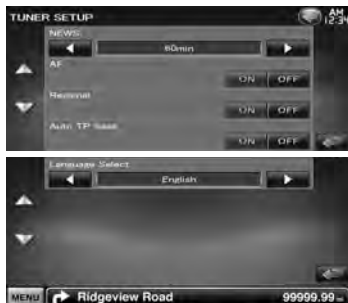 TUNER SETUP
AM
12:34
NEWS
60min
AF
ON OFF
Regional
ON OFF
Auto TP Seek
ON OFF
Language Select
English
MENU Ridgeview Road 99999.99